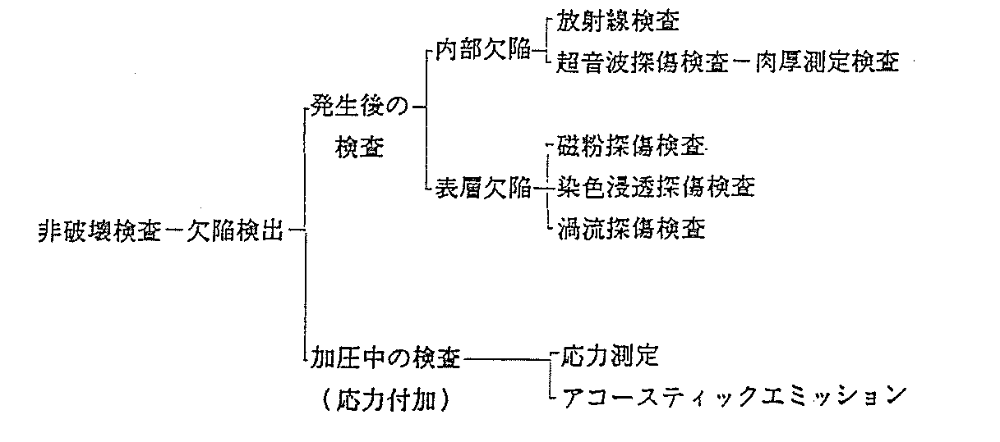 放射線検査
内部欠陥
超音波探傷検査－肉厚測定検査
発生後の
検査
磁粉探傷検査
表層欠陥
染色浸透探傷検査
渦流探傷検査
非破壊検査－欠陥検出
加圧中の検査
(応力付加)
応力測定
アコースティックエミッション